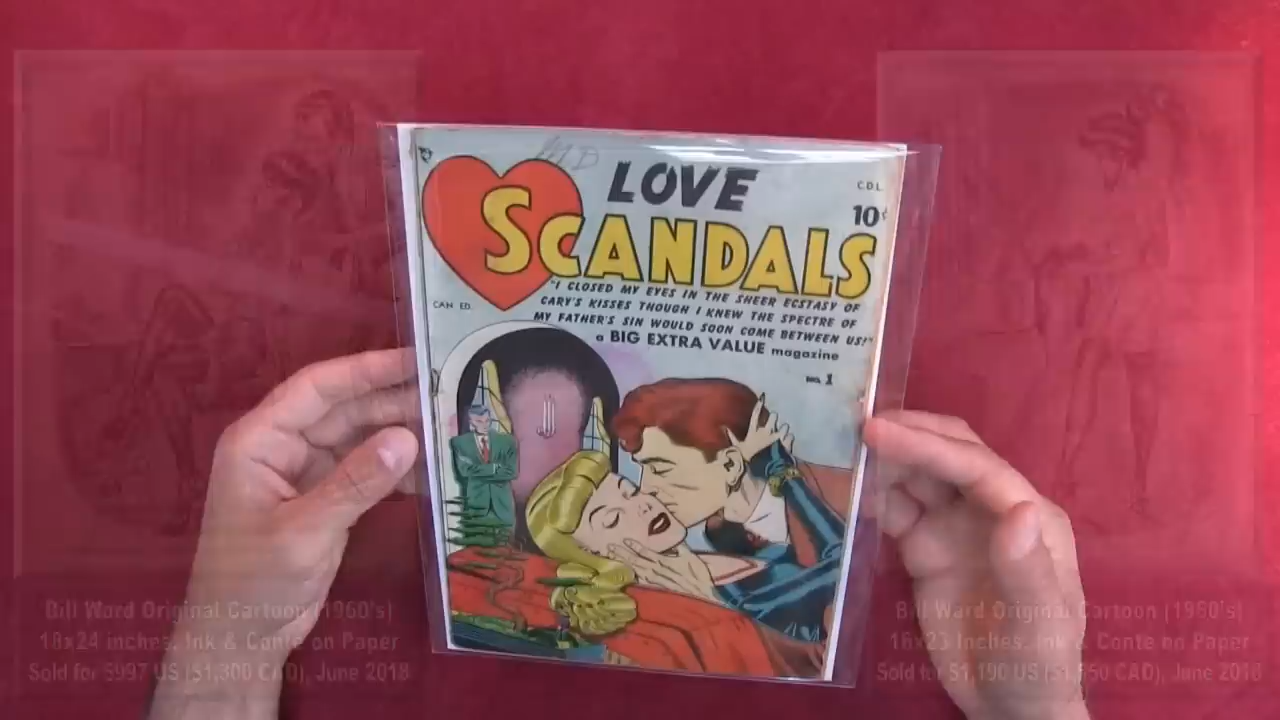 LOVE
C.D.L.
10¢
SCANDALS
"I CLOSED MY EYES IN THE SHEER ECSTASY OF
CARY'S KISSES THOUGH I KNEW THE SPECTRE OF
MY FATHER'S SIN WOULD SOON COME BETWEEN US!"
CAN. ED.
a BIG EXTRA VALUE magazine
NO. 1
Bill Ward Original Cartoon (1960's)
18x24 inches. Ink & Conte on Paper
Sold for $997 US ($1,300 CAD), June 2018
Bill Ward Original Cartoon (1960's)
18x23 Inches. Ink & Conte on Paper
Sold for $1,190 US ($1,550 CAD), June 2018